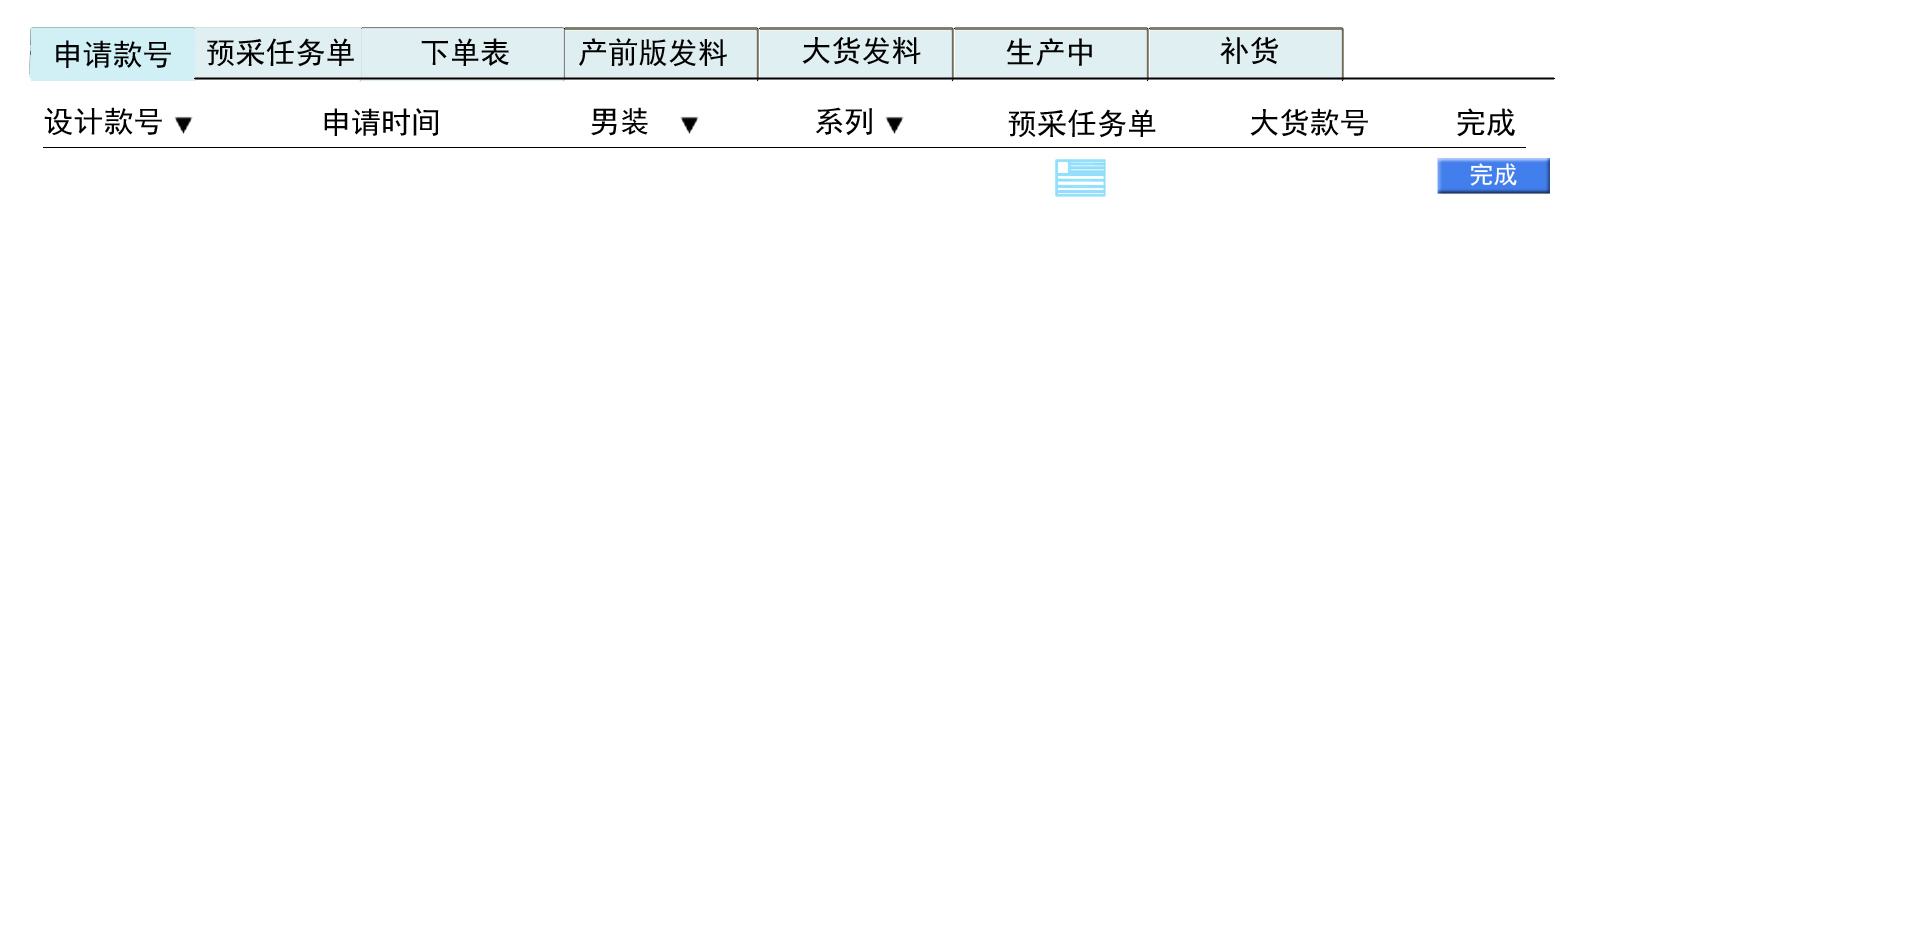 申请款号 预采任务单 下单表 产前版发料 大货发料 生产中 补货
设计款号 ▼ 申请时间 男装 ▼ 系列 ▼ 预采任务单 大货款号 完成
完成